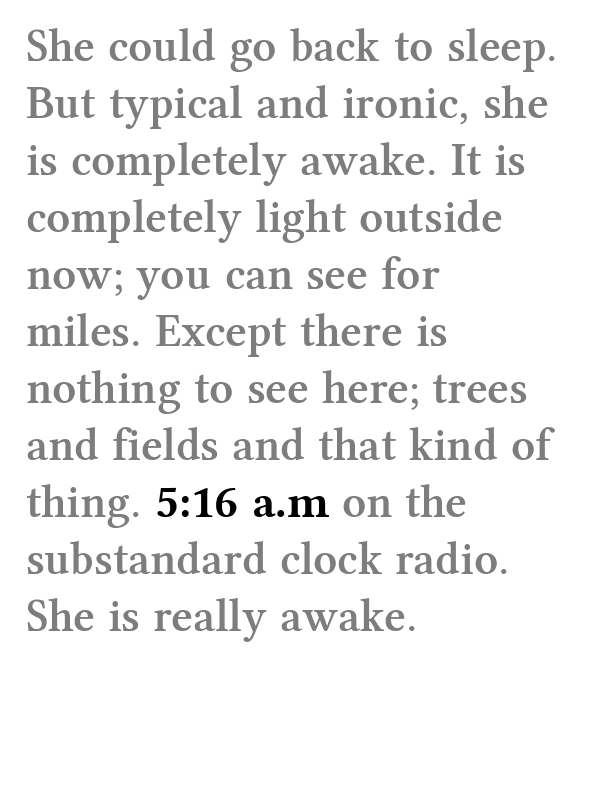 She could go back to sleep.
But typical and ironic, she
is completely awake. It is
completely light outside
now; you can see for
miles. Except there is
nothing to see here; trees
and fields and that kind of
thing. 5:16 a.m on the
substandard clock radio.
She is really awake.